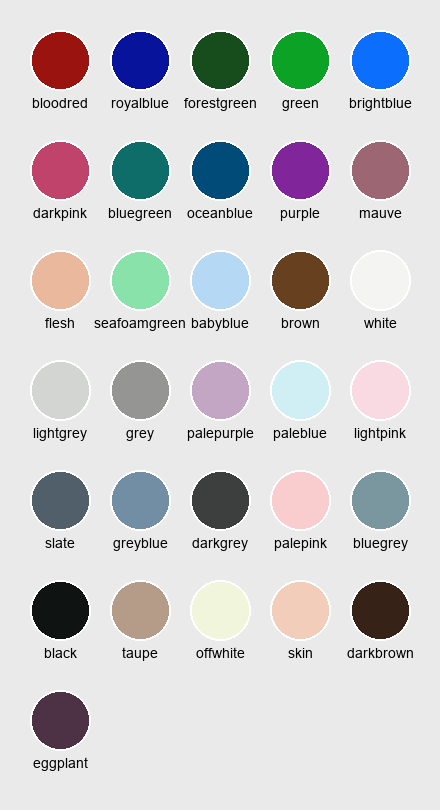 bloodred royalblue forestgreen green brightblue
darkpink bluegreen oceanblue purple mauve
flesh seafoamgreen babyblue brown white
lightgrey grey palepurple paleblue lightpink
slate greyblue darkgrey palepink bluegrey
black taupe offwhite skin darkbrown
eggplant